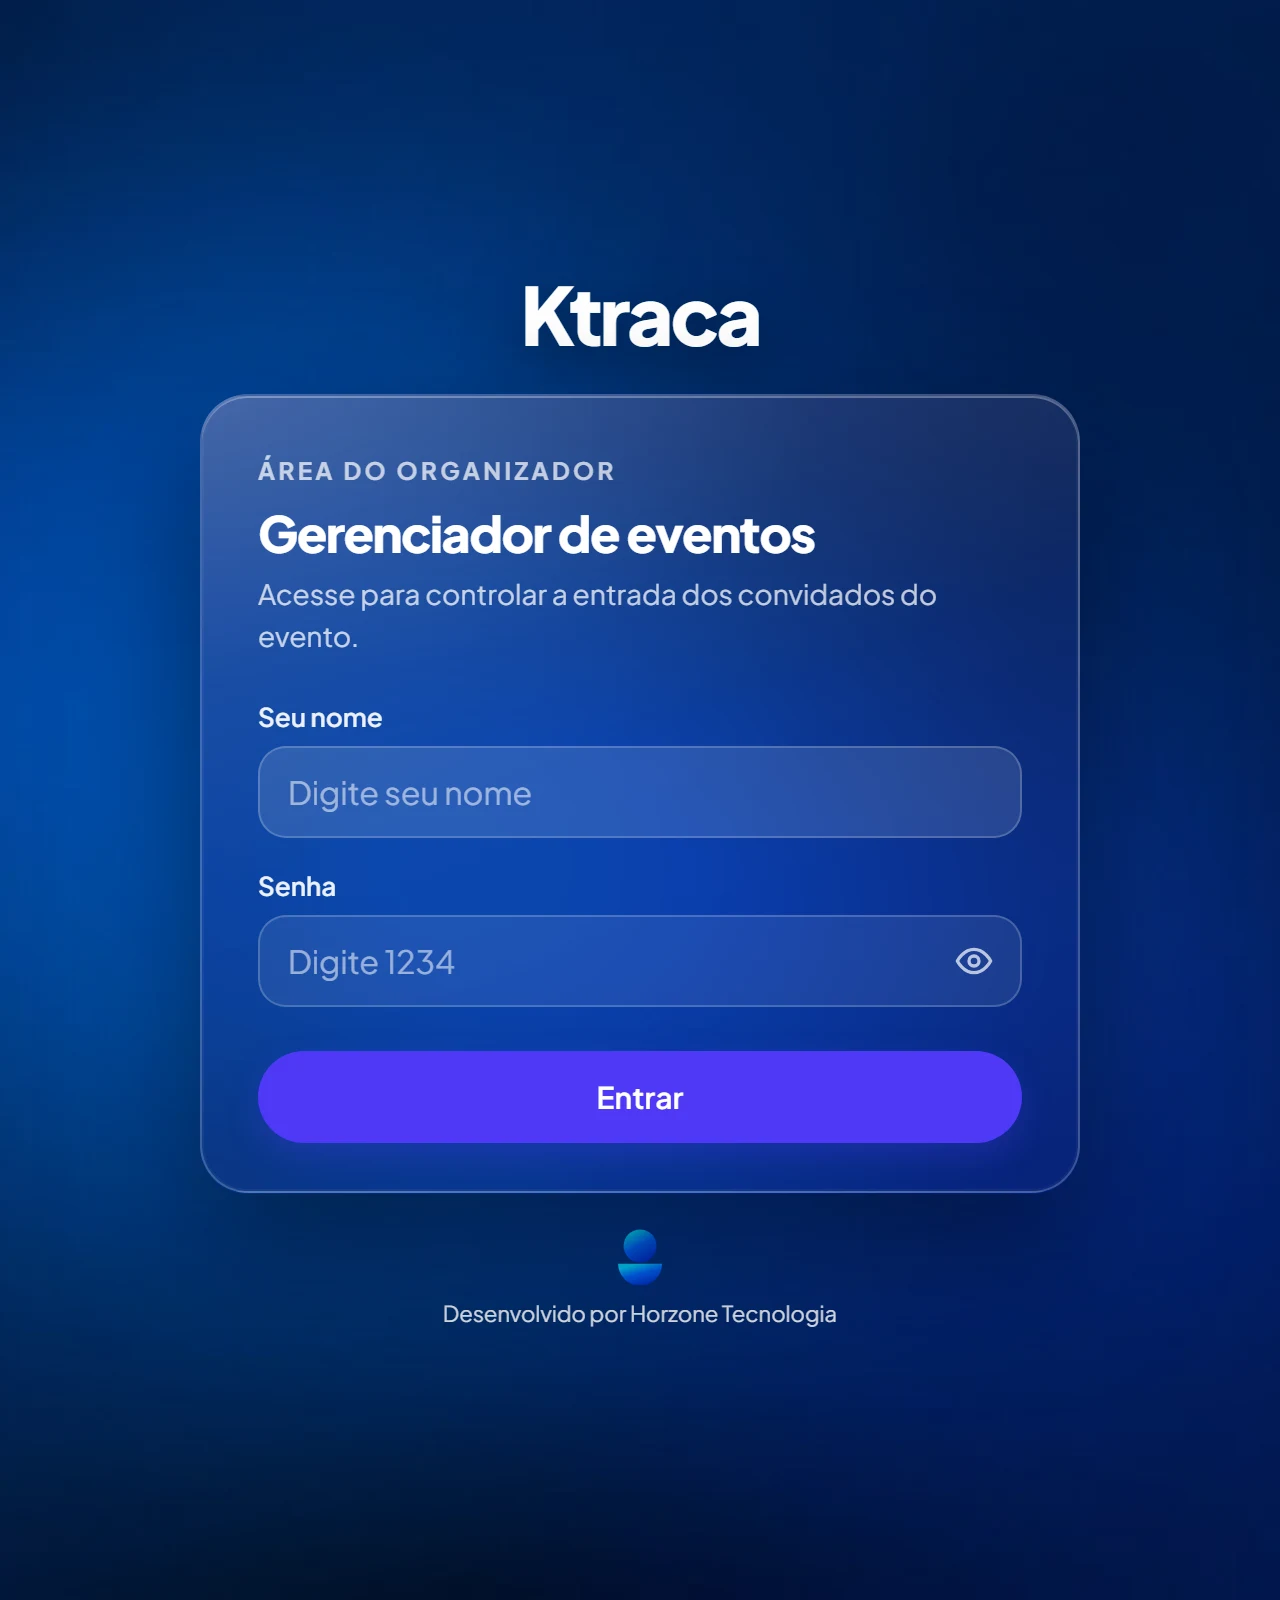 Ktraca
ÁREA DO ORGANIZADOR
Gerenciador de eventos
Acesse para controlar a entrada dos convidados do
evento.
Seu nome
Digite seu nome
Senha
Digite 1234
Entrar
Desenvolvido por Horzone Tecnologia